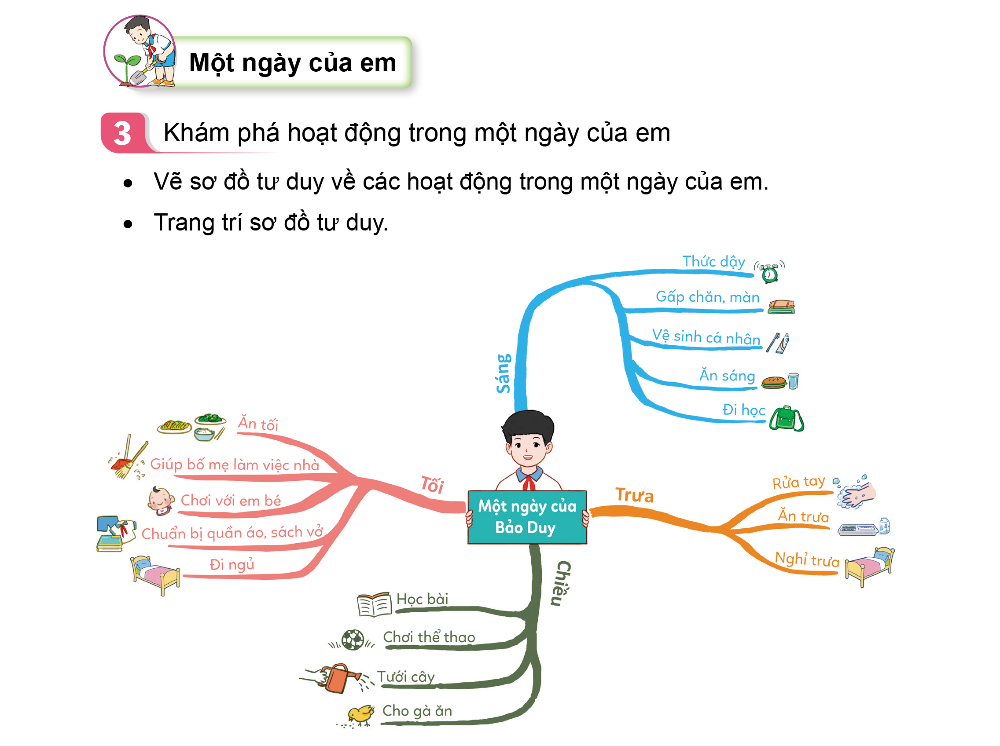 Một ngày của em
3 Khám phá hoạt động trong một ngày của em
• Vẽ sơ đồ tư duy về các hoạt động trong một ngày của em.
• Trang trí sơ đồ tư duy.
Sáng
Thức dậy
Gấp chăn, màn
Vệ sinh cá nhân
Ăn sáng
Đi học
Một ngày của
Bảo Duy
Trưa
Rửa tay
Ăn trưa
Nghỉ trưa
Chiều
Học bài
Chơi thể thao
Tưới cây
Cho gà ăn
Tối
Ăn tối
Giúp bố mẹ làm việc nhà
Chơi với em bé
Chuẩn bị quần áo, sách vở
Đi ngủ